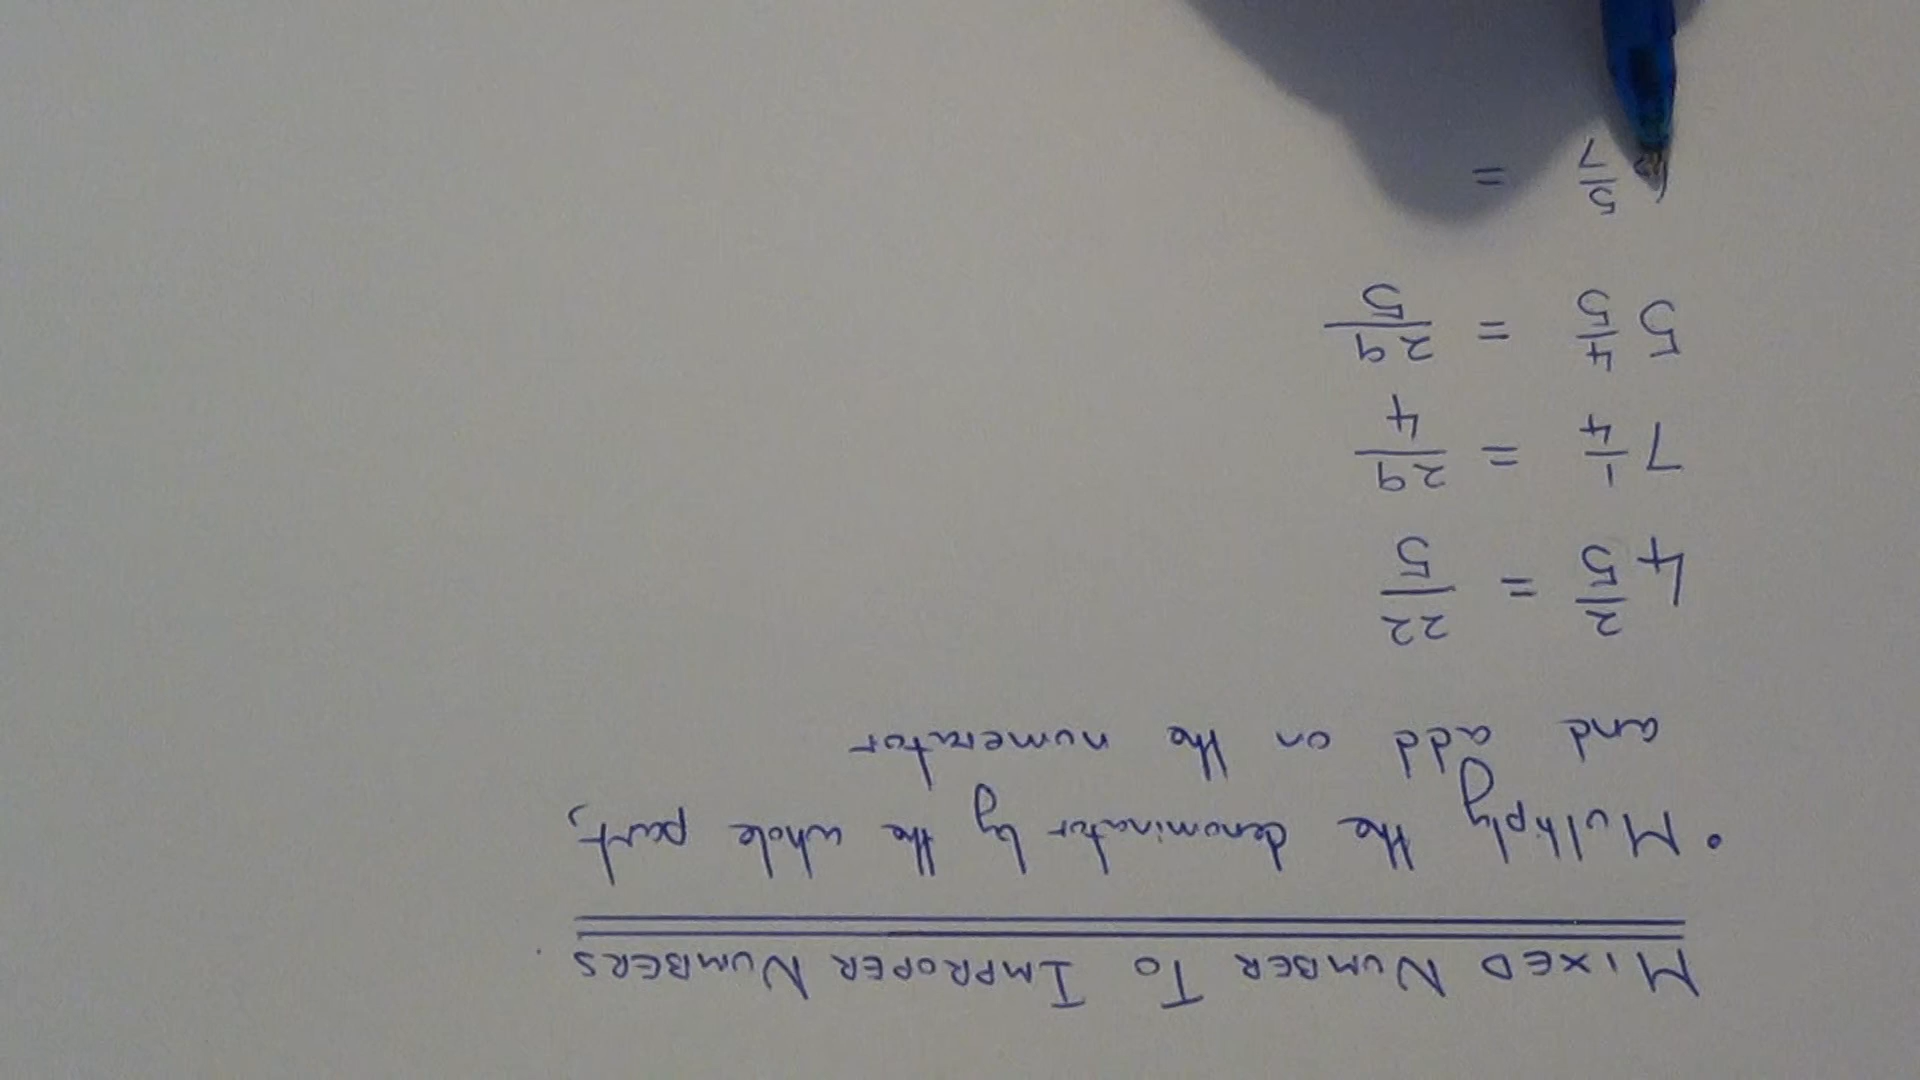 MIXED NUMBER TO IMPROPER NUMBERS.
• Multiply the denominator by the whole part,
and add on the numerator
4 2/5 = 22/5
7 1/4 = 29/4
5 4/5 = 29/5
5/7 =